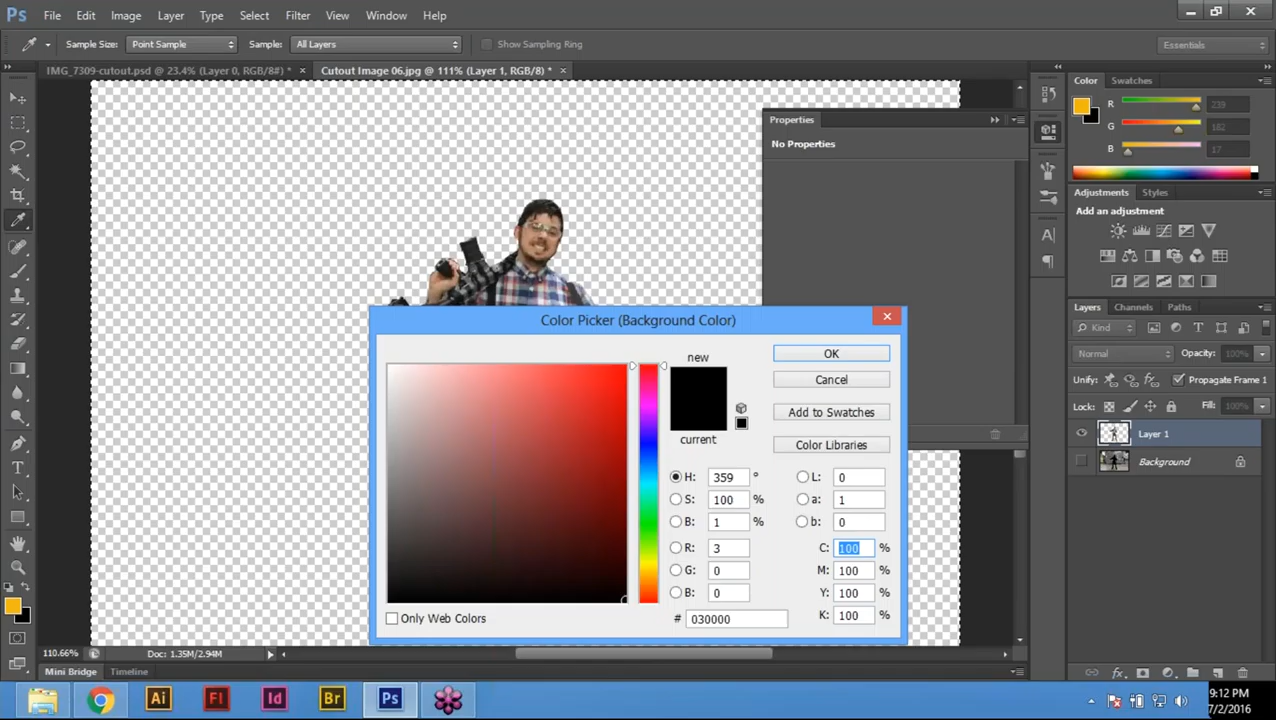 Ps File Edit Image Layer Type Select Filter View Window Help
Sample Size: Point Sample Sample: All Layers Show Sampling Ring Essentials
IMG_7309-cutout.psd @ 23.4% (Layer 0, RGB/8#) * × Cutout Image 06.jpg @ 111% (Layer 1, RGB/8) * ×
Color Swatches
R 239
G 182
B 17
Properties
No Properties
Adjustments Styles
Add an adjustment
Color Picker (Background Color)
new
current
OK
Cancel
Add to Swatches
Color Libraries
H: 359 °
S: 100 %
B: 1 %
R: 3
G: 0
B: 0
L: 0
a: 1
b: 0
C: 100 %
M: 100 %
Y: 100 %
K: 100 %
Only Web Colors
# 030000
Layers Channels Paths
Kind
Normal Opacity: 100%
Unify: Propagate Frame 1
Lock: Fill: 100%
Layer 1
Background
110.66% Doc: 1.35M/2.94M
Mini Bridge Timeline
Ai Fl Id Br Ps
9:12 PM
7/2/2016